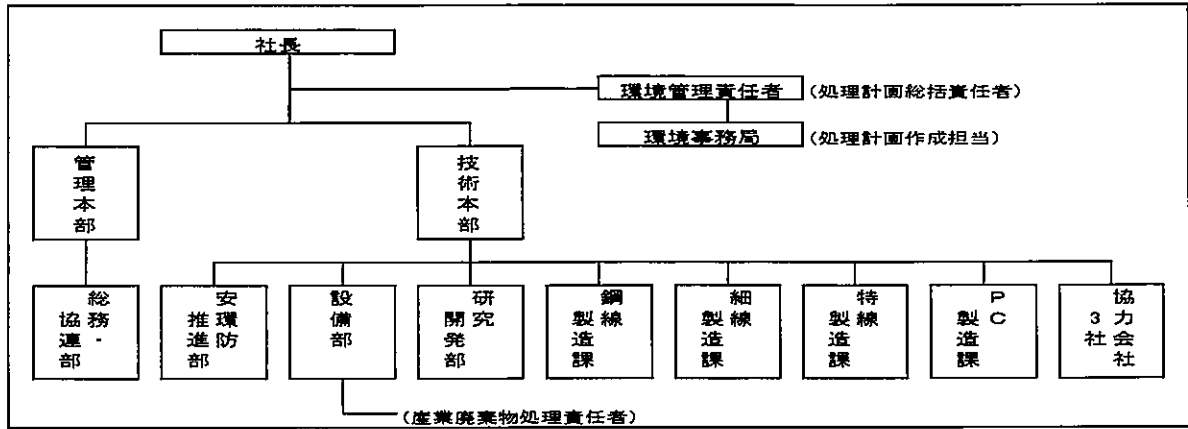 社長
環境管理責任者 (処理計画総括責任者)
環境事務局 (処理計画作成担当)
管理本部
技術本部
総務・
協連部
安環防
推進部
設備部
研究
開発部
鋼線
製造課
細線
製造課
特線
製造課
PC
製造課
協力会社
3社
(産業廃棄物処理責任者)